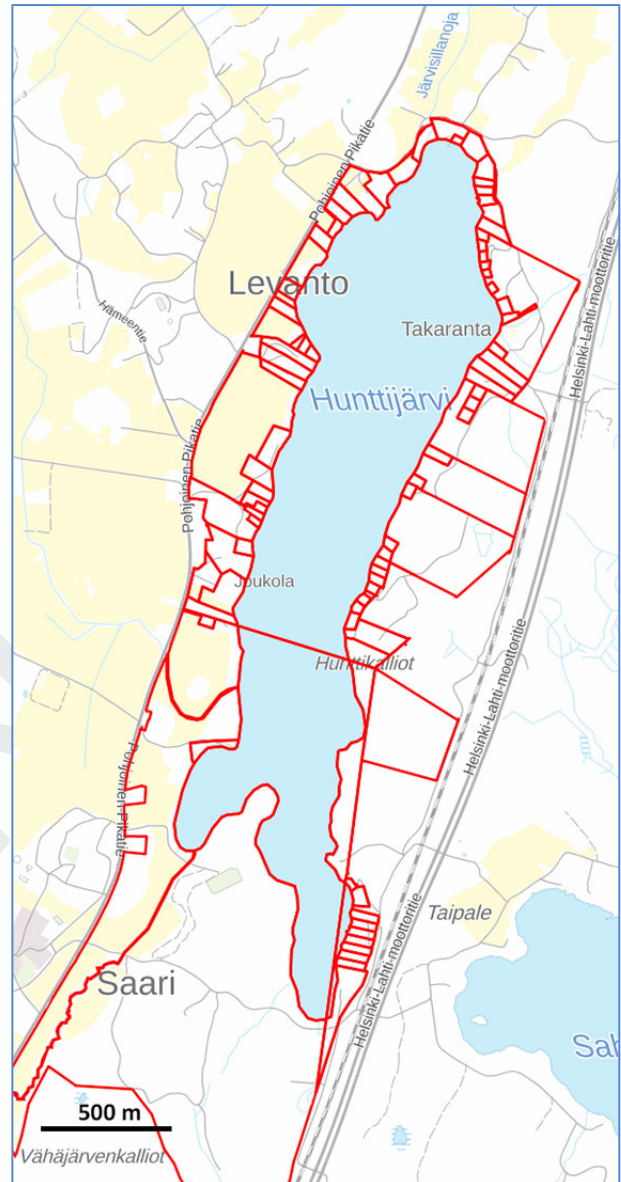 Järvisillanoja
Pohjoinen Pikatie
Levanto
Hämeentie
Takaranta
Helsinki-Lahti-moottoritie
Hunttijärvi
Pohjoinen Pikatie
Joukola
Hunttikalliot
Helsinki-Lahti-moottoritie
Pohjoinen-Pikatie
Taipale
Saari
Helsinki-Lahti-moottoritie
Sah
500 m
Vähäjärvenkalliot